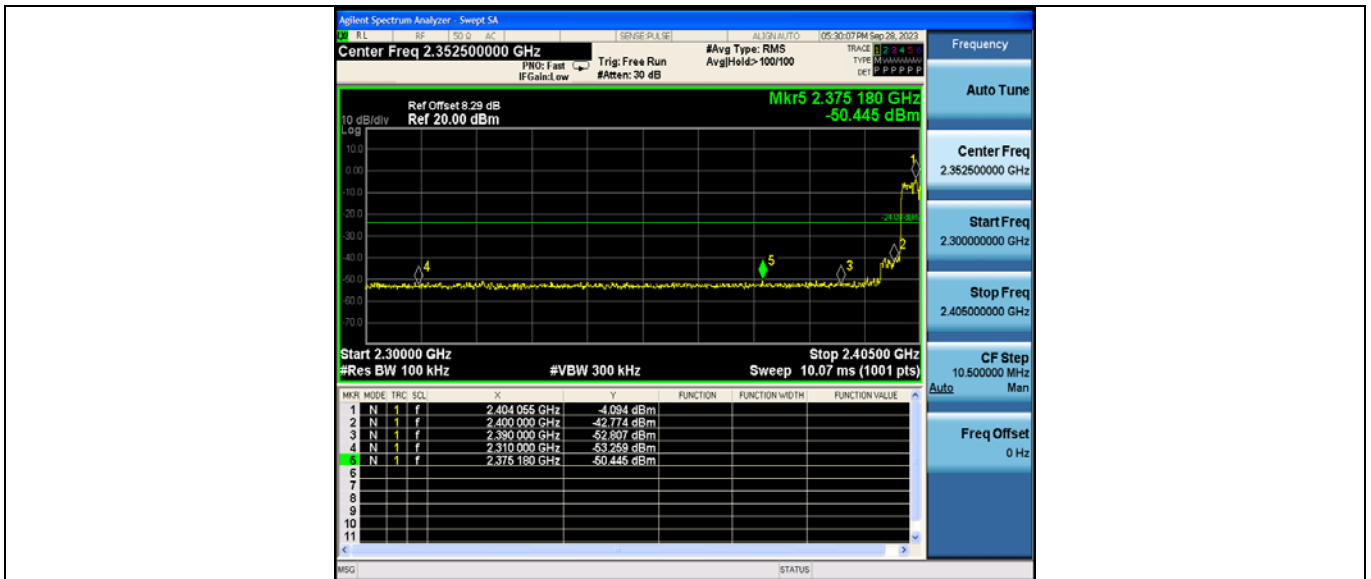 Agilent Spectrum Analyzer - Swept SA
RL RF 50 Ω AC SENSE:PULSE ALIGN AUTO 05:30:07 PM Sep 28, 2023
Center Freq 2.352500000 GHz
PNO: Fast
IFGain:Low
Trig: Free Run
#Atten: 30 dB
#Avg Type: RMS
Avg|Hold:> 100/100
TRACE 1 2 3 4 5 6
TYPE M
DET P P P P P P
Mkr5 2.375 180 GHz
-50.445 dBm
Ref Offset 8.29 dB
10 dB/div Ref 20.00 dBm
Log
10.0
0.00
-10.0
-20.0
-30.0
-40.0
-50.0
-60.0
-70.0
1
2
3
4
5
Start 2.30000 GHz Stop 2.40500 GHz
#Res BW 100 kHz #VBW 300 kHz Sweep 10.07 ms (1001 pts)
MKR MODE TRC SCL X Y FUNCTION FUNCTION WIDTH FUNCTION VALUE
1 N 1 f 2.404 055 GHz -4.094 dBm
2 N 1 f 2.400 000 GHz -42.774 dBm
3 N 1 f 2.390 000 GHz -52.807 dBm
4 N 1 f 2.310 000 GHz -53.259 dBm
5 N 1 f 2.375 180 GHz -50.445 dBm
6
7
8
9
10
11
MSG STATUS
Frequency
Auto Tune
Center Freq
2.352500000 GHz
Start Freq
2.300000000 GHz
Stop Freq
2.405000000 GHz
CF Step
10.500000 MHz
Auto Man
Freq Offset
0 Hz